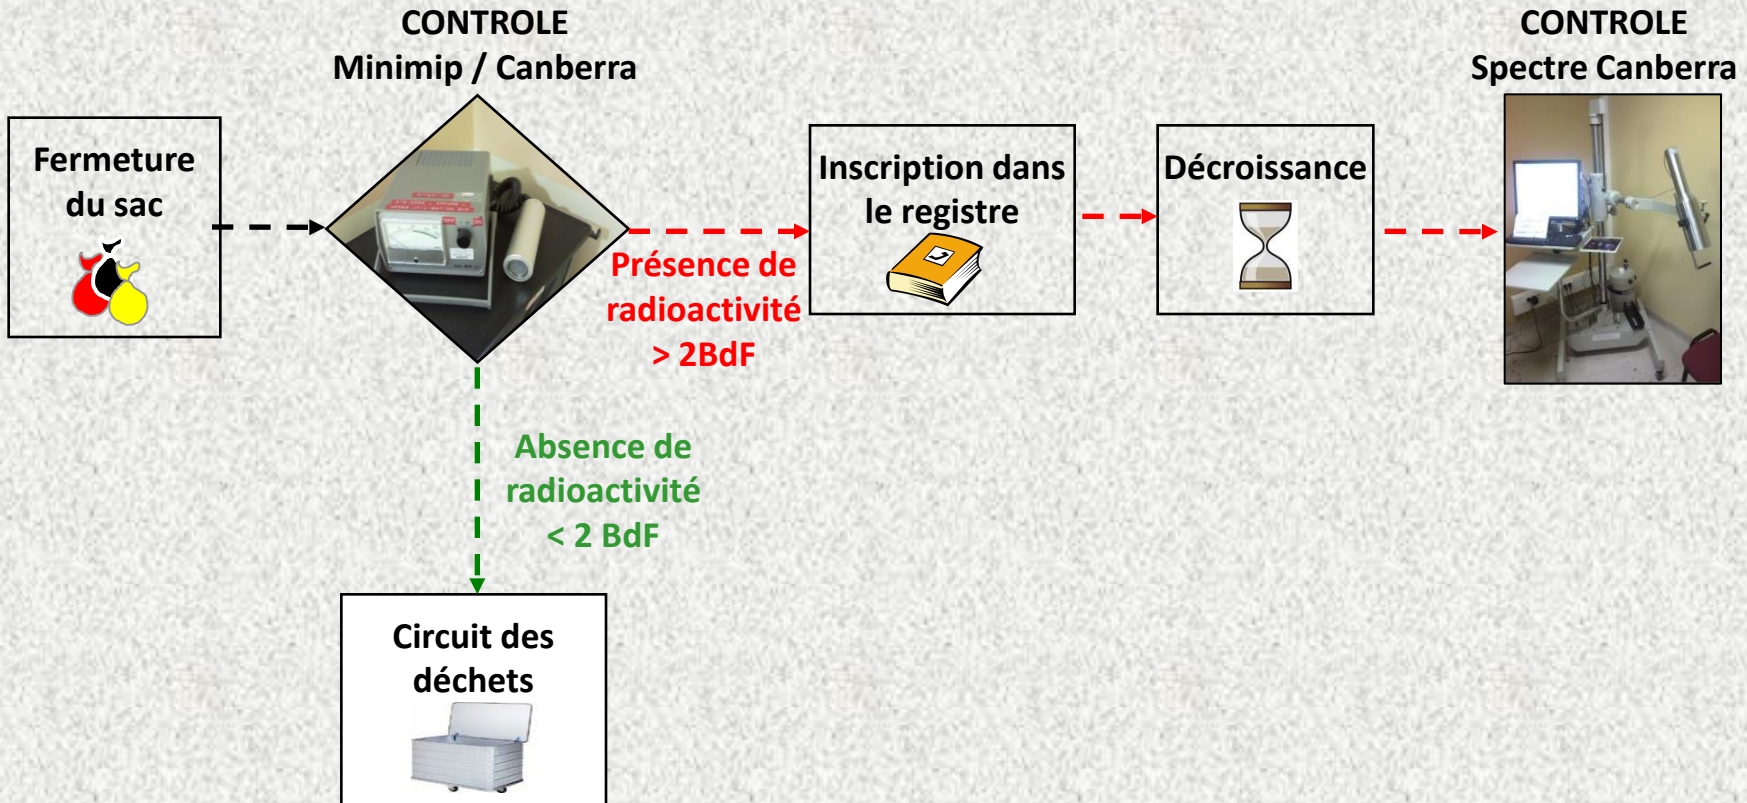 CONTROLE
Minimip / Canberra
CONTROLE
Spectre Canberra
Fermeture
du sac
Inscription dans
le registre
Décroissance
Présence de
radioactivité
> 2BdF
Absence de
radioactivité
< 2 BdF
Circuit des
déchets